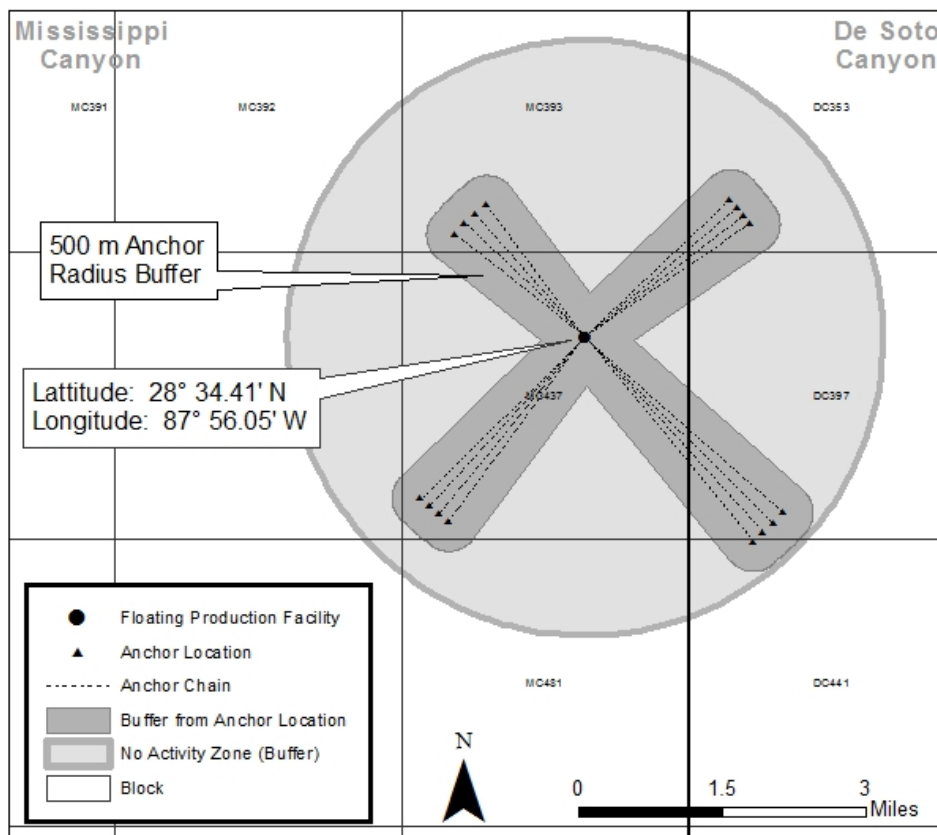 Mississippi
Canyon
De Soto
Canyon
MC391
MC392
MC393
DC353
500 m Anchor
Radius Buffer
Lattitude: 28° 34.41' N
Longitude: 87° 56.05' W
MC437
DC397
Floating Production Facility
Anchor Location
Anchor Chain
Buffer from Anchor Location
No Activity Zone (Buffer)
Block
MC481
DC441
N
0 1.5 3
Miles